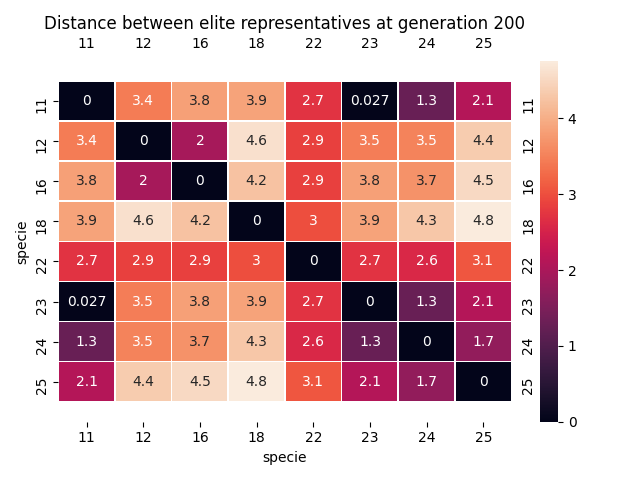 Distance between elite representatives at generation 200
11 12 16 18 22 23 24 25
11 0 3.4 3.8 3.9 2.7 0.027 1.3 2.1 11
12 3.4 0 2 4.6 2.9 3.5 3.5 4.4 12
16 3.8 2 0 4.2 2.9 3.8 3.7 4.5 16
18 3.9 4.6 4.2 0 3 3.9 4.3 4.8 18
22 2.7 2.9 2.9 3 0 2.7 2.6 3.1 22
23 0.027 3.5 3.8 3.9 2.7 0 1.3 2.1 23
24 1.3 3.5 3.7 4.3 2.6 1.3 0 1.7 24
25 2.1 4.4 4.5 4.8 3.1 2.1 1.7 0 25
11 12 16 18 22 23 24 25
specie
specie
4
3
2
1
0